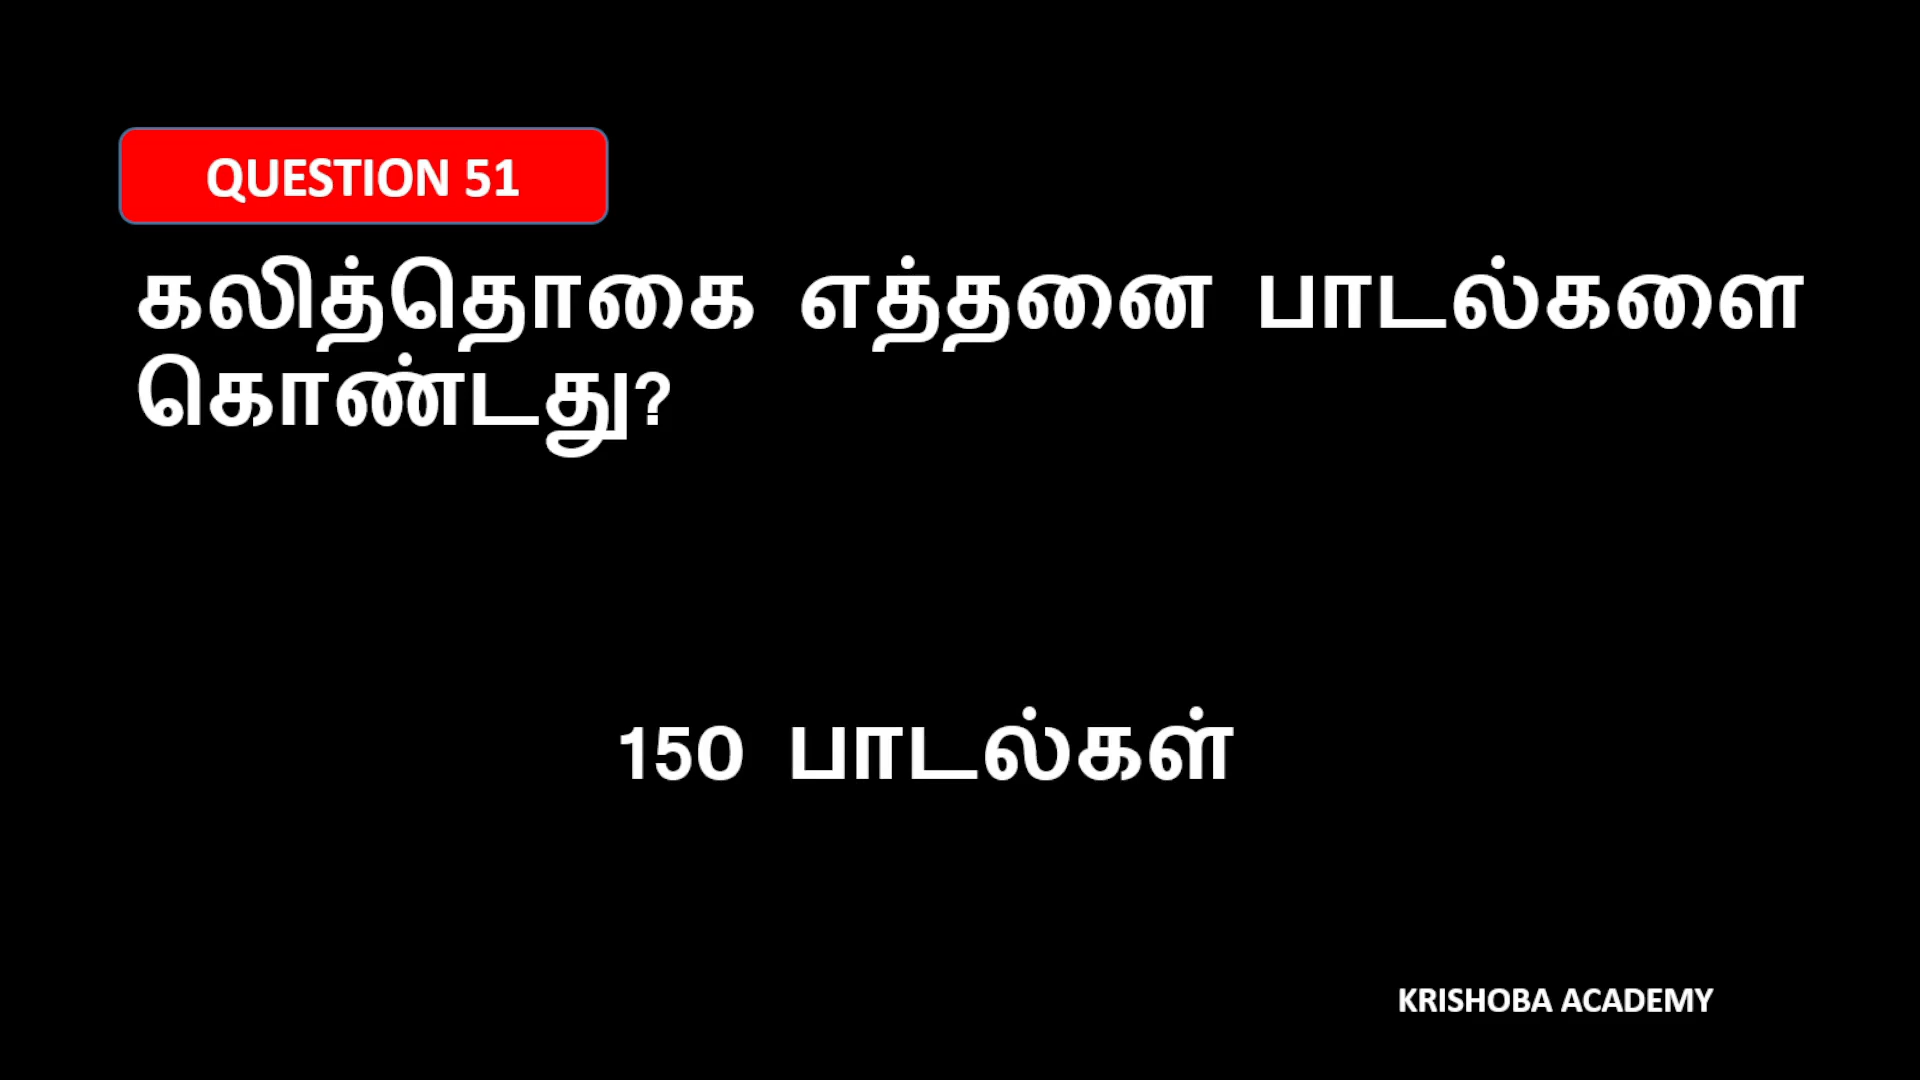 QUESTION 51
கலித்தொகை எத்தனை பாடல்களை
கொண்டது?
150 பாடல்கள்
KRISHOBA ACADEMY